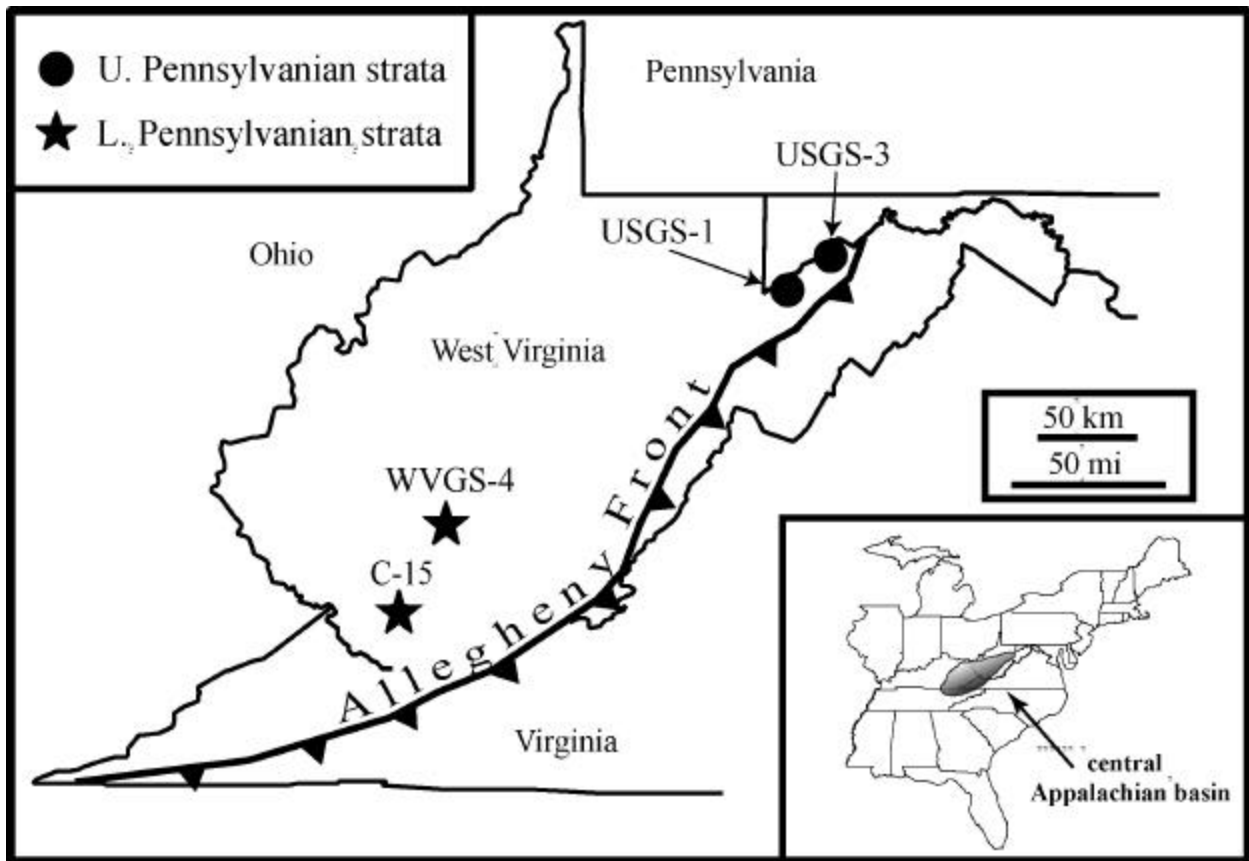 U. Pennsylvanian strata
L. Pennsylvanian strata
Pennsylvania
USGS-3
USGS-1
Ohio
West Virginia
50 km
50 mi
WVGS-4
C-15
Allegheny Front
Virginia
central
Appalachian basin